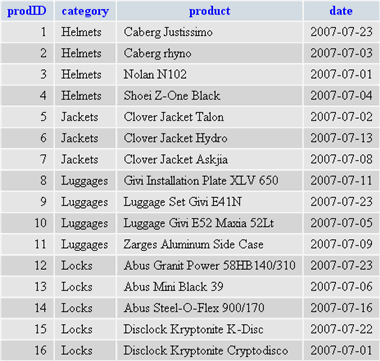 prodID category product date
1 Helmets Caberg Justissimo 2007-07-23
2 Helmets Caberg rhyno 2007-07-03
3 Helmets Nolan N102 2007-07-01
4 Helmets Shoei Z-One Black 2007-07-04
5 Jackets Clover Jacket Talon 2007-07-02
6 Jackets Clover Jacket Hydro 2007-07-13
7 Jackets Clover Jacket Askjia 2007-07-08
8 Luggages Givi Installation Plate XLV 650 2007-07-11
9 Luggages Luggage Set Givi E41N 2007-07-23
10 Luggages Luggage Givi E52 Maxia 52Lt 2007-07-05
11 Luggages Zarges Aluminum Side Case 2007-07-09
12 Locks Abus Granit Power 58HB140/310 2007-07-23
13 Locks Abus Mini Black 39 2007-07-06
14 Locks Abus Steel-O-Flex 900/170 2007-07-16
15 Locks Disclock Kryptonite K-Disc 2007-07-22
16 Locks Disclock Kryptonite Cryptodisco 2007-07-01